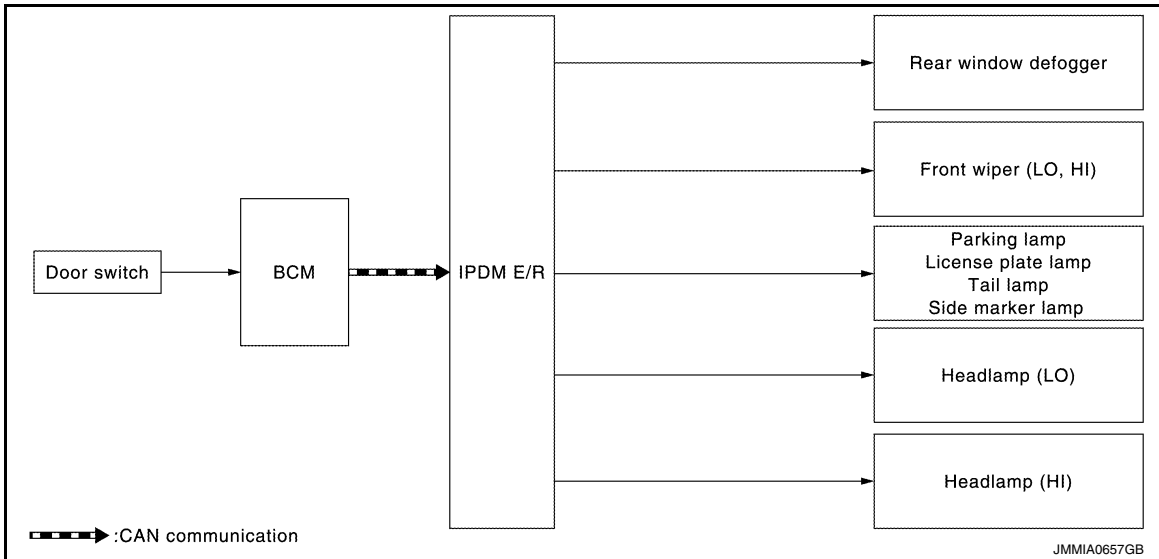 Door switch
BCM
IPDM E/R
Rear window defogger
Front wiper (LO, HI)
Parking lamp
License plate lamp
Tail lamp
Side marker lamp
Headlamp (LO)
Headlamp (HI)
:CAN communication
JMMIA0657GB